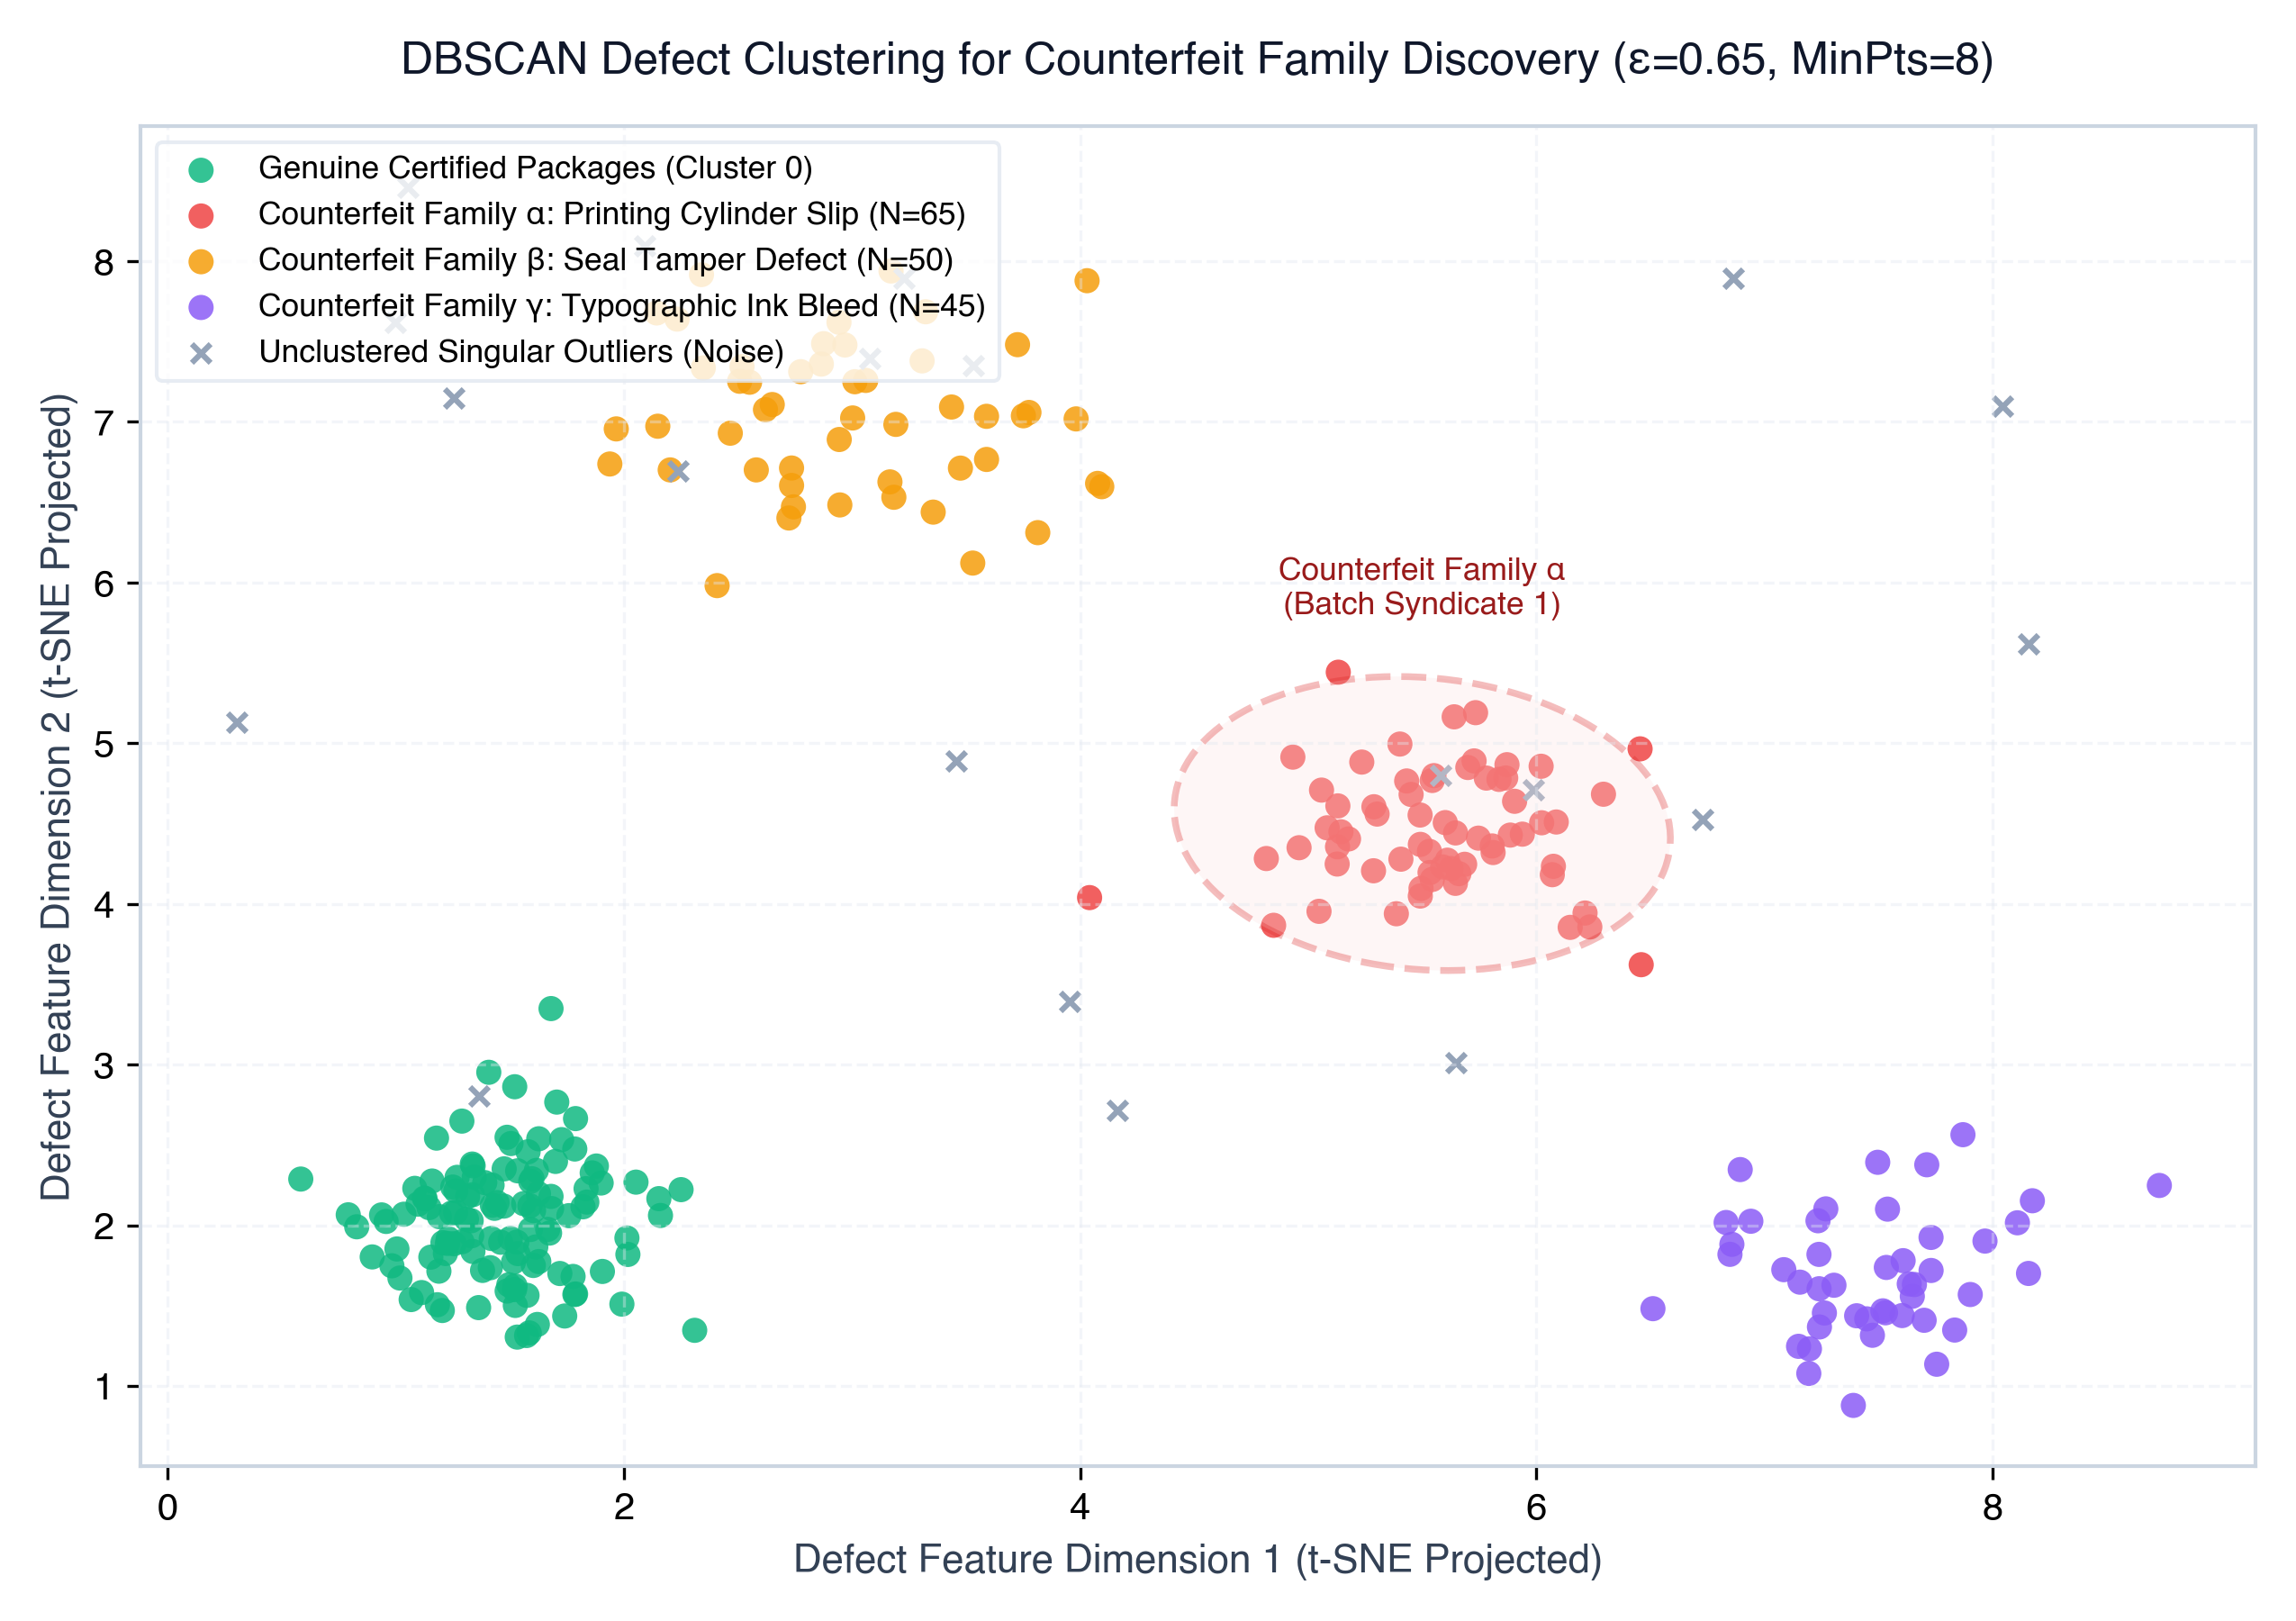 DBSCAN Defect Clustering for Counterfeit Family Discovery (ε=0.65, MinPts=8)
Genuine Certified Packages (Cluster 0)
Counterfeit Family α: Printing Cylinder Slip (N=65)
Counterfeit Family β: Seal Tamper Defect (N=50)
Counterfeit Family γ: Typographic Ink Bleed (N=45)
Unclustered Singular Outliers (Noise)
Counterfeit Family α
(Batch Syndicate 1)
Defect Feature Dimension 2 (t-SNE Projected)
8
7
6
5
4
3
2
1
0 2 4 6 8
Defect Feature Dimension 1 (t-SNE Projected)